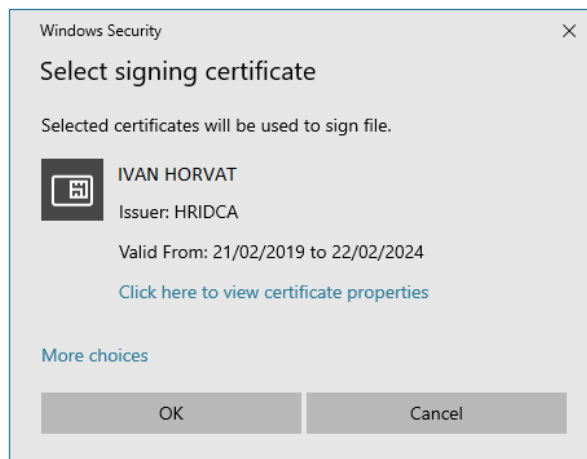 Windows Security
Select signing certificate
Selected certificates will be used to sign file.
IVAN HORVAT
Issuer: HRIDCA
Valid From: 21/02/2019 to 22/02/2024
Click here to view certificate properties
More choices
OK
Cancel